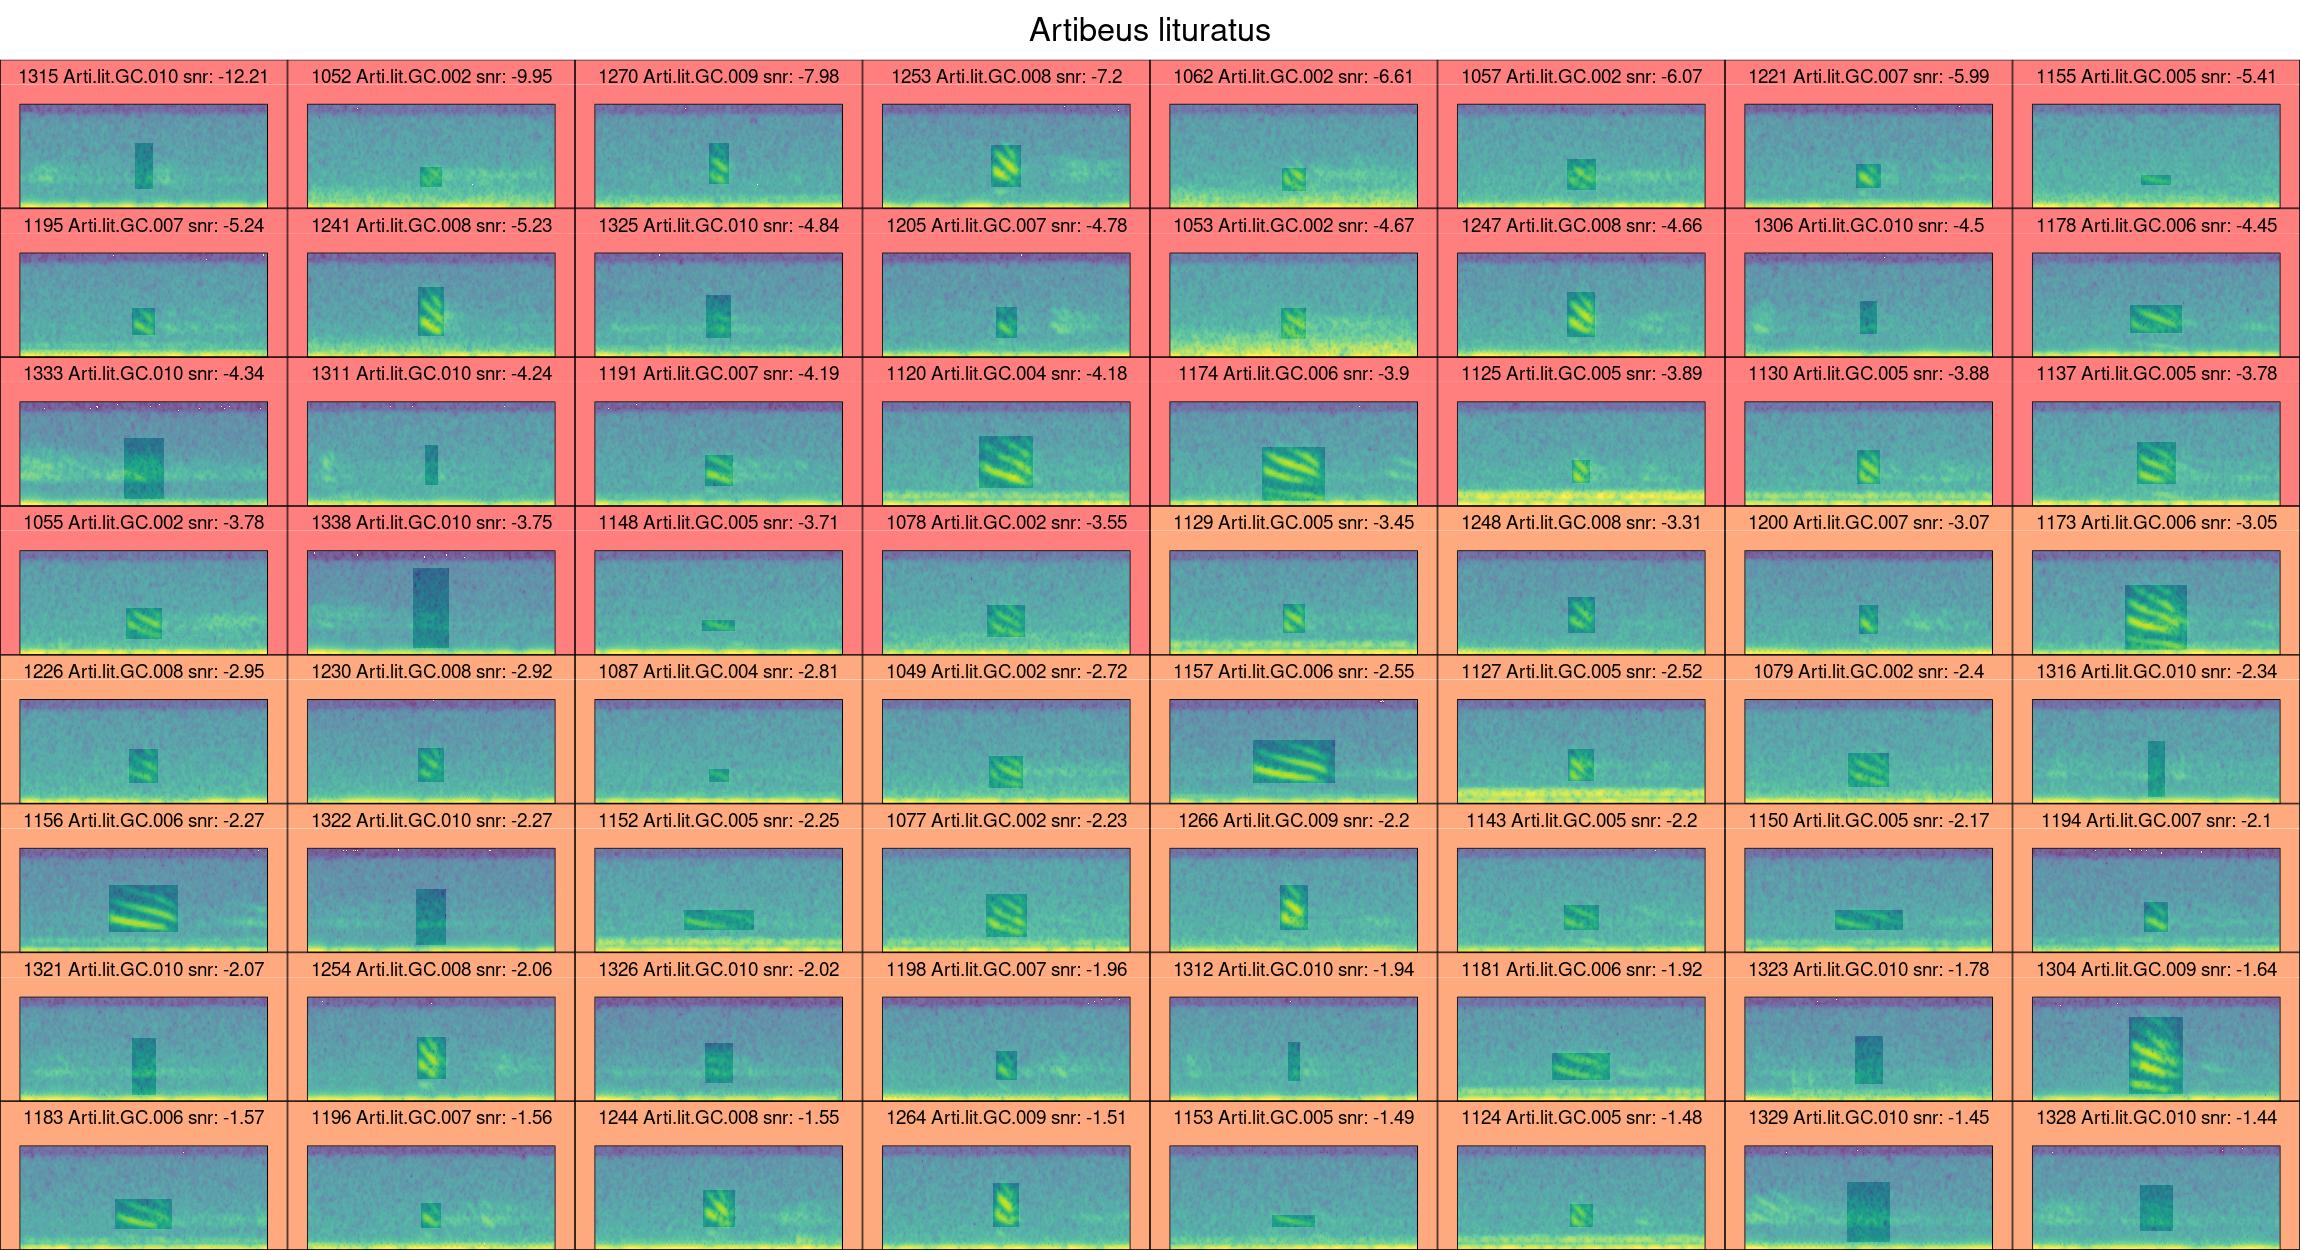 Artibeus lituratus
1315 Arti.lit.GC.010 snr: -12.21
1052 Arti.lit.GC.002 snr: -9.95
1270 Arti.lit.GC.009 snr: -7.98
1253 Arti.lit.GC.008 snr: -7.2
1062 Arti.lit.GC.002 snr: -6.61
1057 Arti.lit.GC.002 snr: -6.07
1221 Arti.lit.GC.007 snr: -5.99
1155 Arti.lit.GC.005 snr: -5.41
1195 Arti.lit.GC.007 snr: -5.24
1241 Arti.lit.GC.008 snr: -5.23
1325 Arti.lit.GC.010 snr: -4.84
1205 Arti.lit.GC.007 snr: -4.78
1053 Arti.lit.GC.002 snr: -4.67
1247 Arti.lit.GC.008 snr: -4.66
1306 Arti.lit.GC.010 snr: -4.5
1178 Arti.lit.GC.006 snr: -4.45
1333 Arti.lit.GC.010 snr: -4.34
1311 Arti.lit.GC.010 snr: -4.24
1191 Arti.lit.GC.007 snr: -4.19
1120 Arti.lit.GC.004 snr: -4.18
1174 Arti.lit.GC.006 snr: -3.9
1125 Arti.lit.GC.005 snr: -3.89
1130 Arti.lit.GC.005 snr: -3.88
1137 Arti.lit.GC.005 snr: -3.78
1055 Arti.lit.GC.002 snr: -3.78
1338 Arti.lit.GC.010 snr: -3.75
1148 Arti.lit.GC.005 snr: -3.71
1078 Arti.lit.GC.002 snr: -3.55
1129 Arti.lit.GC.005 snr: -3.45
1248 Arti.lit.GC.008 snr: -3.31
1200 Arti.lit.GC.007 snr: -3.07
1173 Arti.lit.GC.006 snr: -3.05
1226 Arti.lit.GC.008 snr: -2.95
1230 Arti.lit.GC.008 snr: -2.92
1087 Arti.lit.GC.004 snr: -2.81
1049 Arti.lit.GC.002 snr: -2.72
1157 Arti.lit.GC.006 snr: -2.55
1127 Arti.lit.GC.005 snr: -2.52
1079 Arti.lit.GC.002 snr: -2.4
1316 Arti.lit.GC.010 snr: -2.34
1156 Arti.lit.GC.006 snr: -2.27
1322 Arti.lit.GC.010 snr: -2.27
1152 Arti.lit.GC.005 snr: -2.25
1077 Arti.lit.GC.002 snr: -2.23
1266 Arti.lit.GC.009 snr: -2.2
1143 Arti.lit.GC.005 snr: -2.2
1150 Arti.lit.GC.005 snr: -2.17
1194 Arti.lit.GC.007 snr: -2.1
1321 Arti.lit.GC.010 snr: -2.07
1254 Arti.lit.GC.008 snr: -2.06
1326 Arti.lit.GC.010 snr: -2.02
1198 Arti.lit.GC.007 snr: -1.96
1312 Arti.lit.GC.010 snr: -1.94
1181 Arti.lit.GC.006 snr: -1.92
1323 Arti.lit.GC.010 snr: -1.78
1304 Arti.lit.GC.009 snr: -1.64
1183 Arti.lit.GC.006 snr: -1.57
1196 Arti.lit.GC.007 snr: -1.56
1244 Arti.lit.GC.008 snr: -1.55
1264 Arti.lit.GC.009 snr: -1.51
1153 Arti.lit.GC.005 snr: -1.49
1124 Arti.lit.GC.005 snr: -1.48
1329 Arti.lit.GC.010 snr: -1.45
1328 Arti.lit.GC.010 snr: -1.44